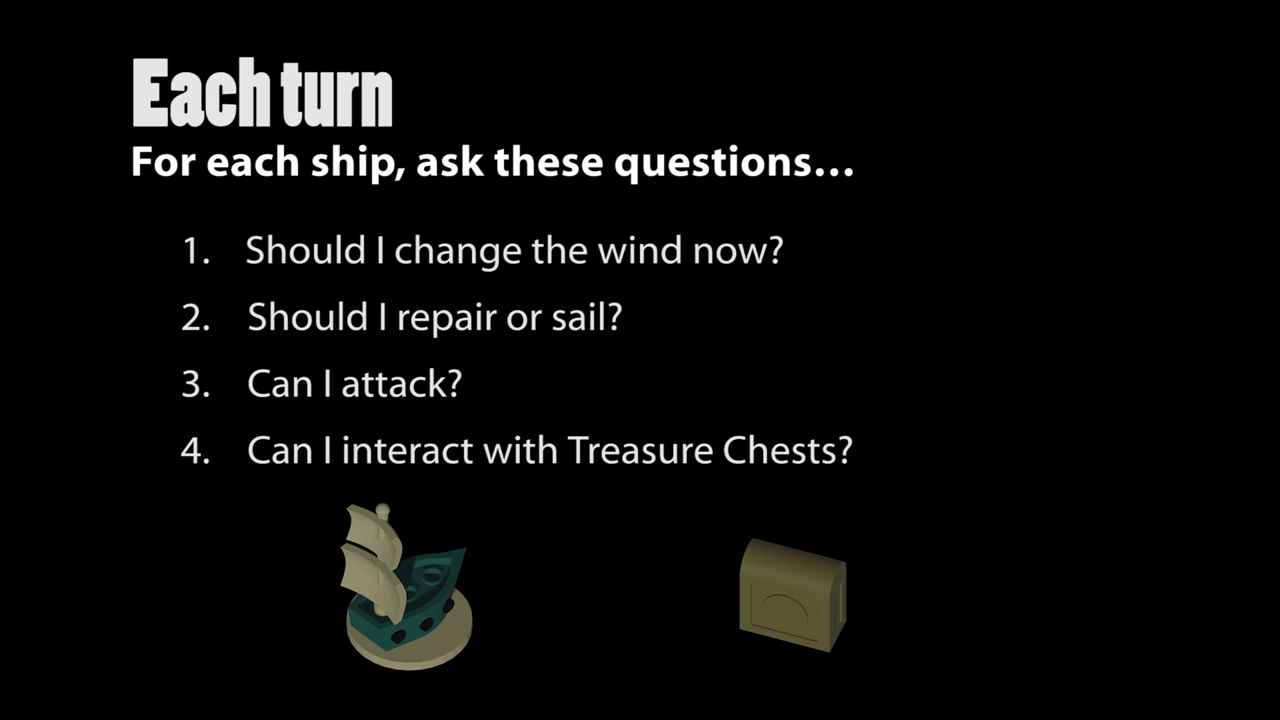 Each turn
For each ship, ask these questions…
1. Should I change the wind now?
2. Should I repair or sail?
3. Can I attack?
4. Can I interact with Treasure Chests?